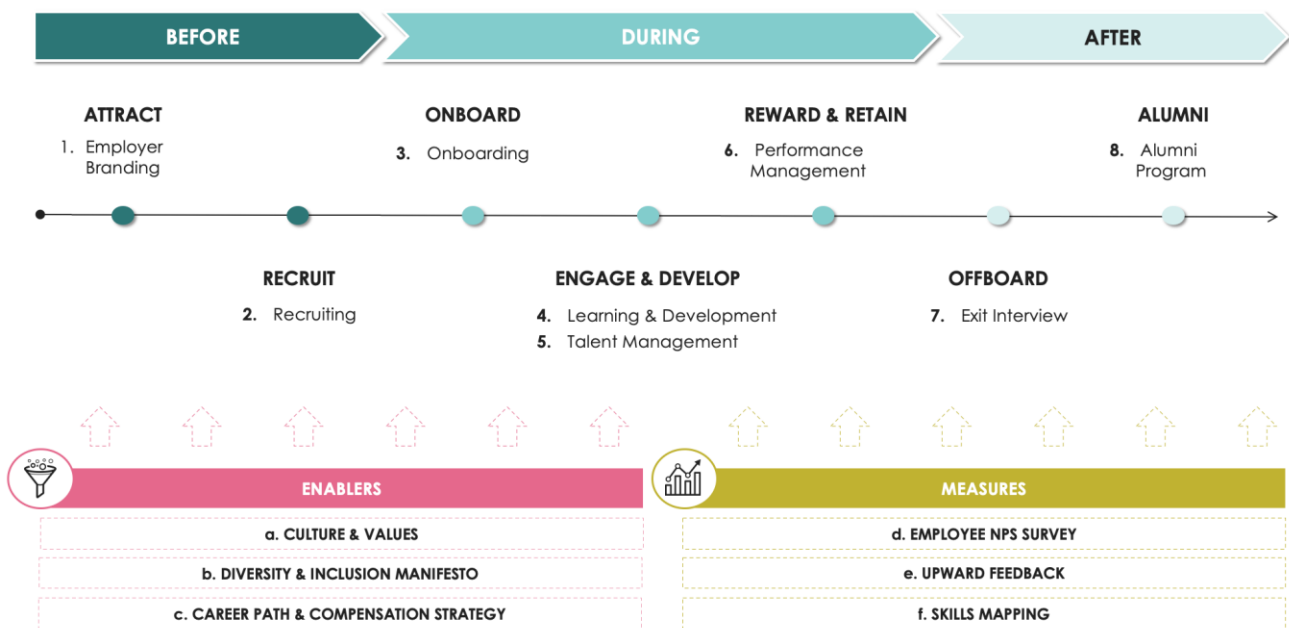 BEFORE
DURING
AFTER
ATTRACT
1. Employer
Branding
ONBOARD
3. Onboarding
REWARD & RETAIN
6. Performance
Management
ALUMNI
8. Alumni
Program
RECRUIT
2. Recruiting
ENGAGE & DEVELOP
4. Learning & Development
5. Talent Management
OFFBOARD
7. Exit Interview
ENABLERS
a. CULTURE & VALUES
b. DIVERSITY & INCLUSION MANIFESTO
c. CAREER PATH & COMPENSATION STRATEGY
MEASURES
d. EMPLOYEE NPS SURVEY
e. UPWARD FEEDBACK
f. SKILLS MAPPING